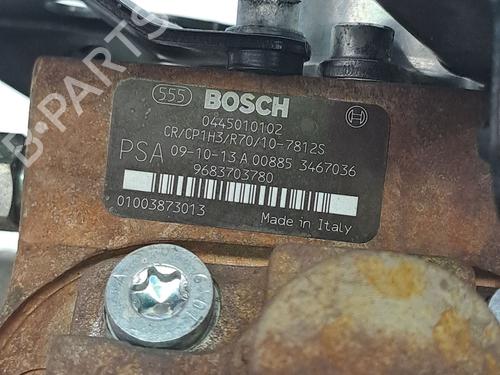 555 BOSCH
0445010102
CR/CP1H3/R70/10-7812S
PSA 09-10-13 A 00885 3467036
9683703780
01003873013 Made in Italy